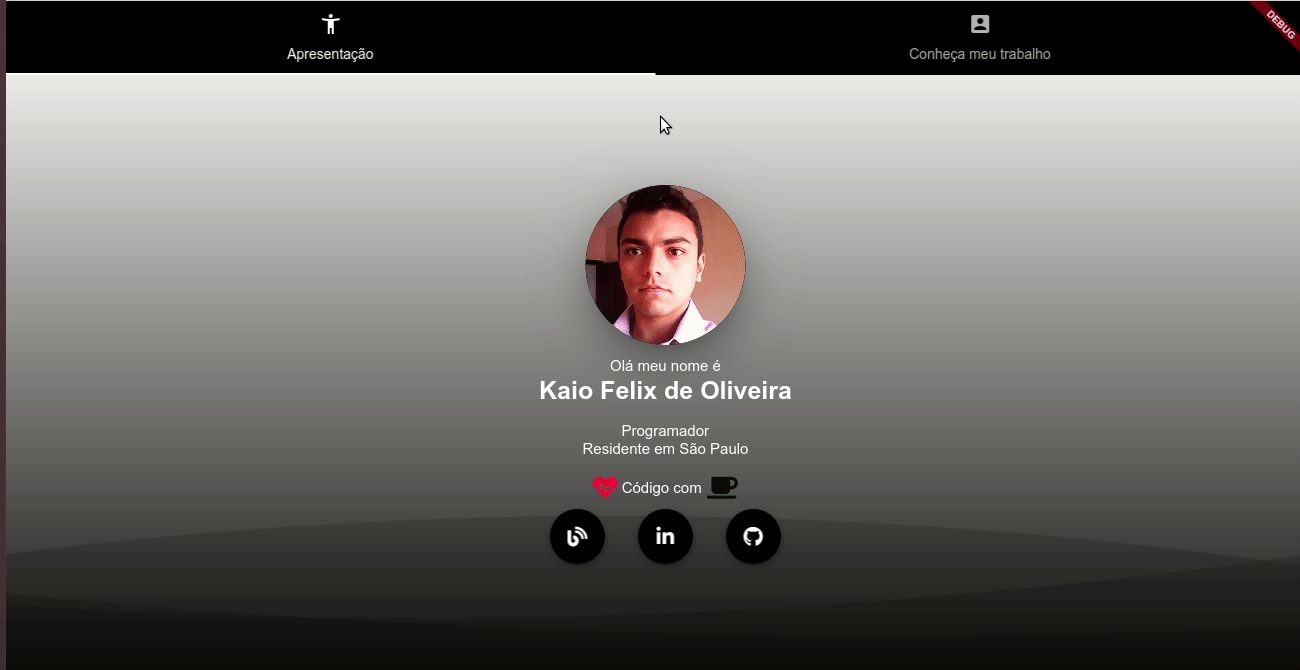 Apresentação
Conheça meu trabalho
DEBUG
Olá meu nome é
Kaio Felix de Oliveira
Programador
Residente em São Paulo
Código com
in